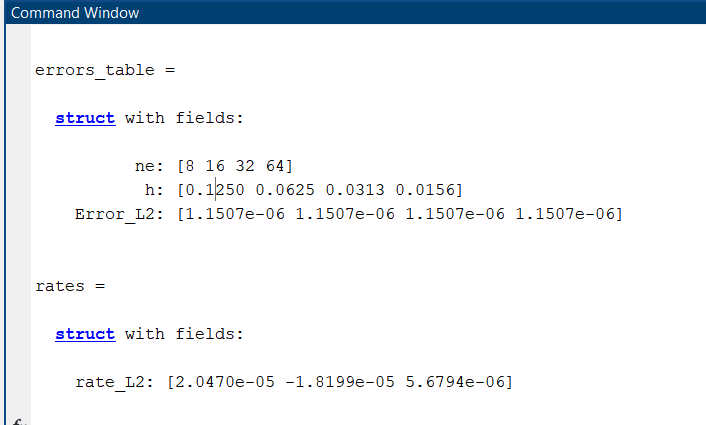 Command Window
errors_table =
struct with fields:
ne: [8 16 32 64]
h: [0.1250 0.0625 0.0313 0.0156]
Error_L2: [1.1507e-06 1.1507e-06 1.1507e-06 1.1507e-06]
rates =
struct with fields:
rate_L2: [2.0470e-05 -1.8199e-05 5.6794e-06]